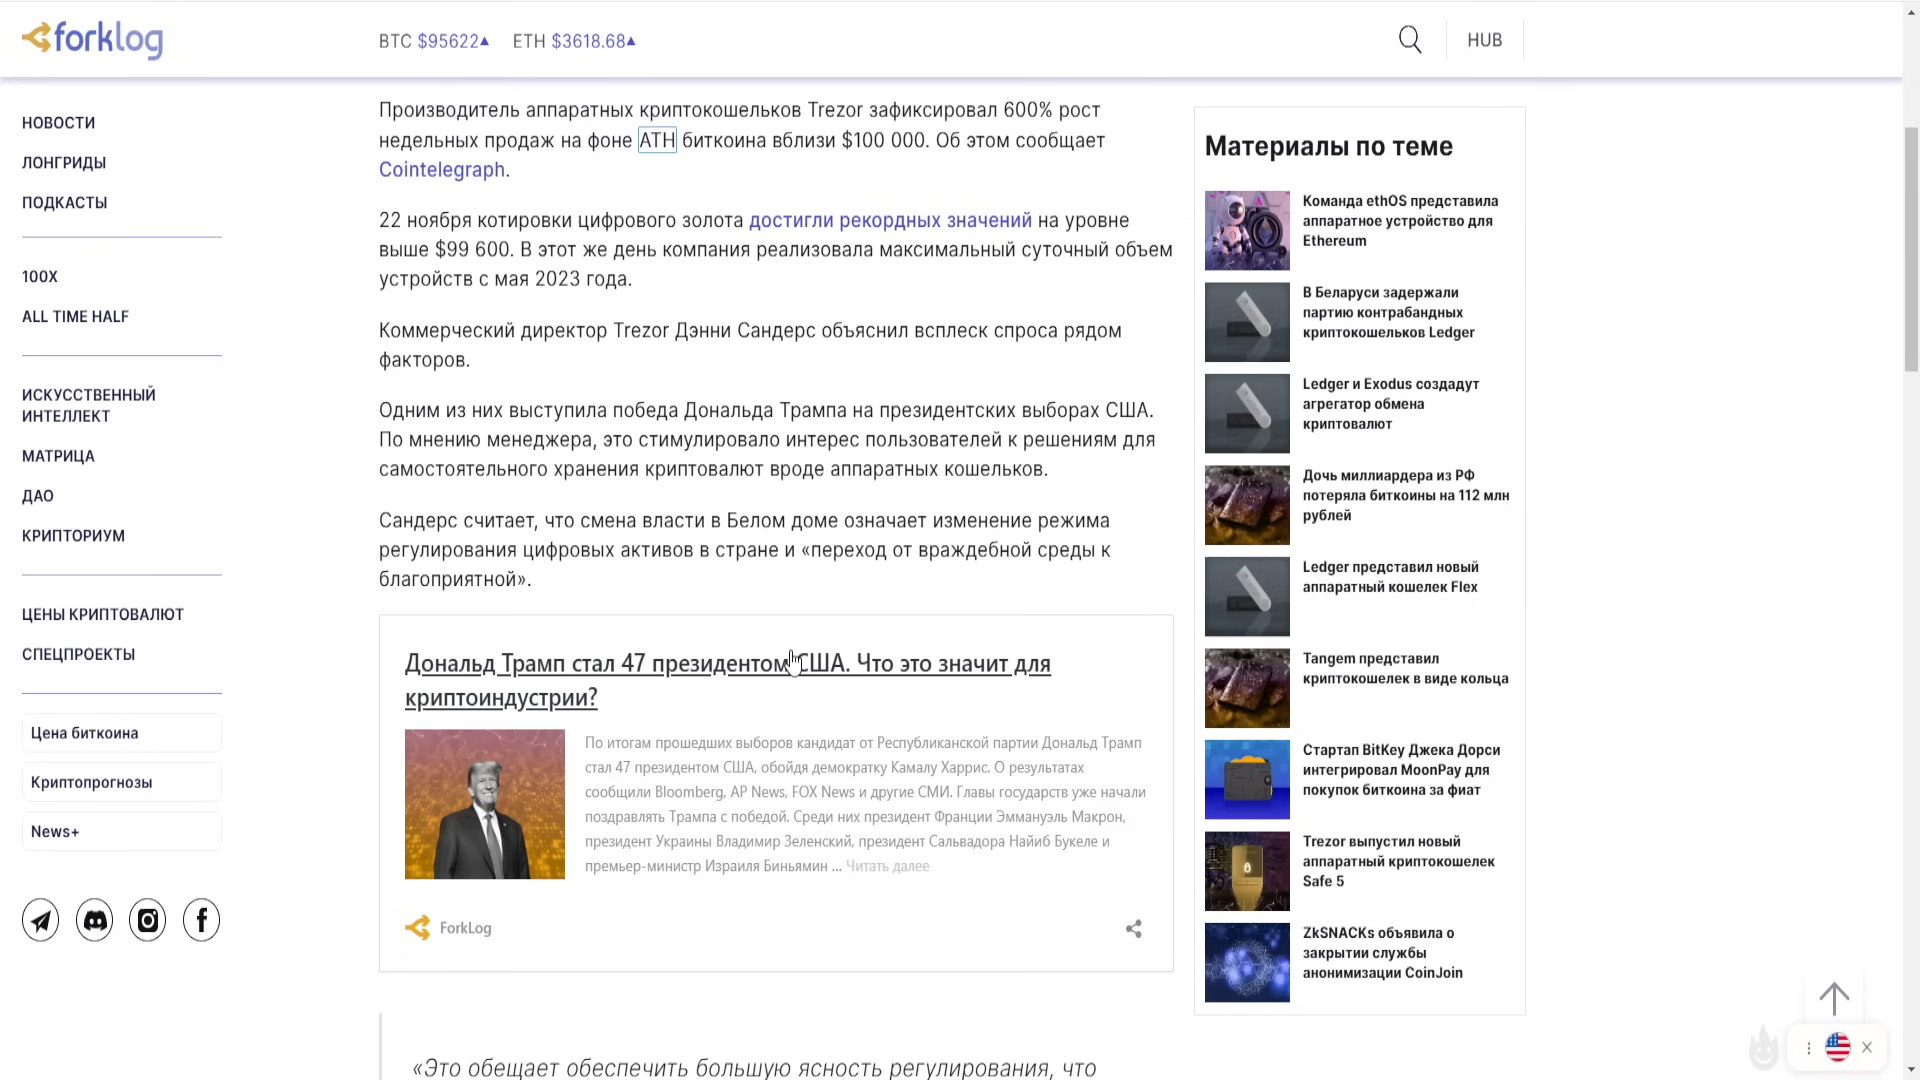 forklog
BTC $95622▲ ETH $3618.68▲
HUB
НОВОСТИ
ЛОНГРИДЫ
ПОДКАСТЫ
100X
ALL TIME HALF
ИСКУССТВЕННЫЙ
ИНТЕЛЛЕКТ
МАТРИЦА
ДАО
КРИПТОРИУМ
ЦЕНЫ КРИПТОВАЛЮТ
СПЕЦПРОЕКТЫ
Цена биткоина
Криптопрогнозы
News+
Производитель аппаратных криптокошельков Trezor зафиксировал 600% рост
недельных продаж на фоне ATH биткоина вблизи $100 000. Об этом сообщает
Cointelegraph.
22 ноября котировки цифрового золота достигли рекордных значений на уровне
выше $99 600. В этот же день компания реализовала максимальный суточный объем
устройств с мая 2023 года.
Коммерческий директор Trezor Дэнни Сандерс объяснил всплеск спроса рядом
факторов.
Одним из них выступила победа Дональда Трампа на президентских выборах США.
По мнению менеджера, это стимулировало интерес пользователей к решениям для
самостоятельного хранения криптовалют вроде аппаратных кошельков.
Сандерс считает, что смена власти в Белом доме означает изменение режима
регулирования цифровых активов в стране и «переход от враждебной среды к
благоприятной».
Дональд Трамп стал 47 президентом США. Что это значит для
криптоиндустрии?
По итогам прошедших выборов кандидат от Республиканской партии Дональд Трамп
стал 47 президентом США, обойдя демократку Камалу Харрис. О результатах
сообщили Bloomberg, AP News, FOX News и другие СМИ. Главы государств уже начали
поздравлять Трампа с победой. Среди них президент Франции Эммануэль Макрон,
президент Украины Владимир Зеленский, президент Сальвадора Найиб Букеле и
премьер-министр Израиля Биньямин ... Читать далее
ForkLog
«Это обещает обеспечить большую ясность регулирования, что
Материалы по теме
Команда ethOS представила
аппаратное устройство для
Ethereum
В Беларуси задержали
партию контрабандных
криптокошельков Ledger
Ledger и Exodus создадут
агрегатор обмена
криптовалют
Дочь миллиардера из РФ
потеряла биткоины на 112 млн
рублей
Ledger представил новый
аппаратный кошелек Flex
Tangem представил
криптокошелек в виде кольца
Стартап BitKey Джека Дорси
интегрировал MoonPay для
покупок биткоина за фиат
Trezor выпустил новый
аппаратный криптокошелек
Safe 5
ZkSNACKs объявила о
закрытии службы
анонимизации CoinJoin